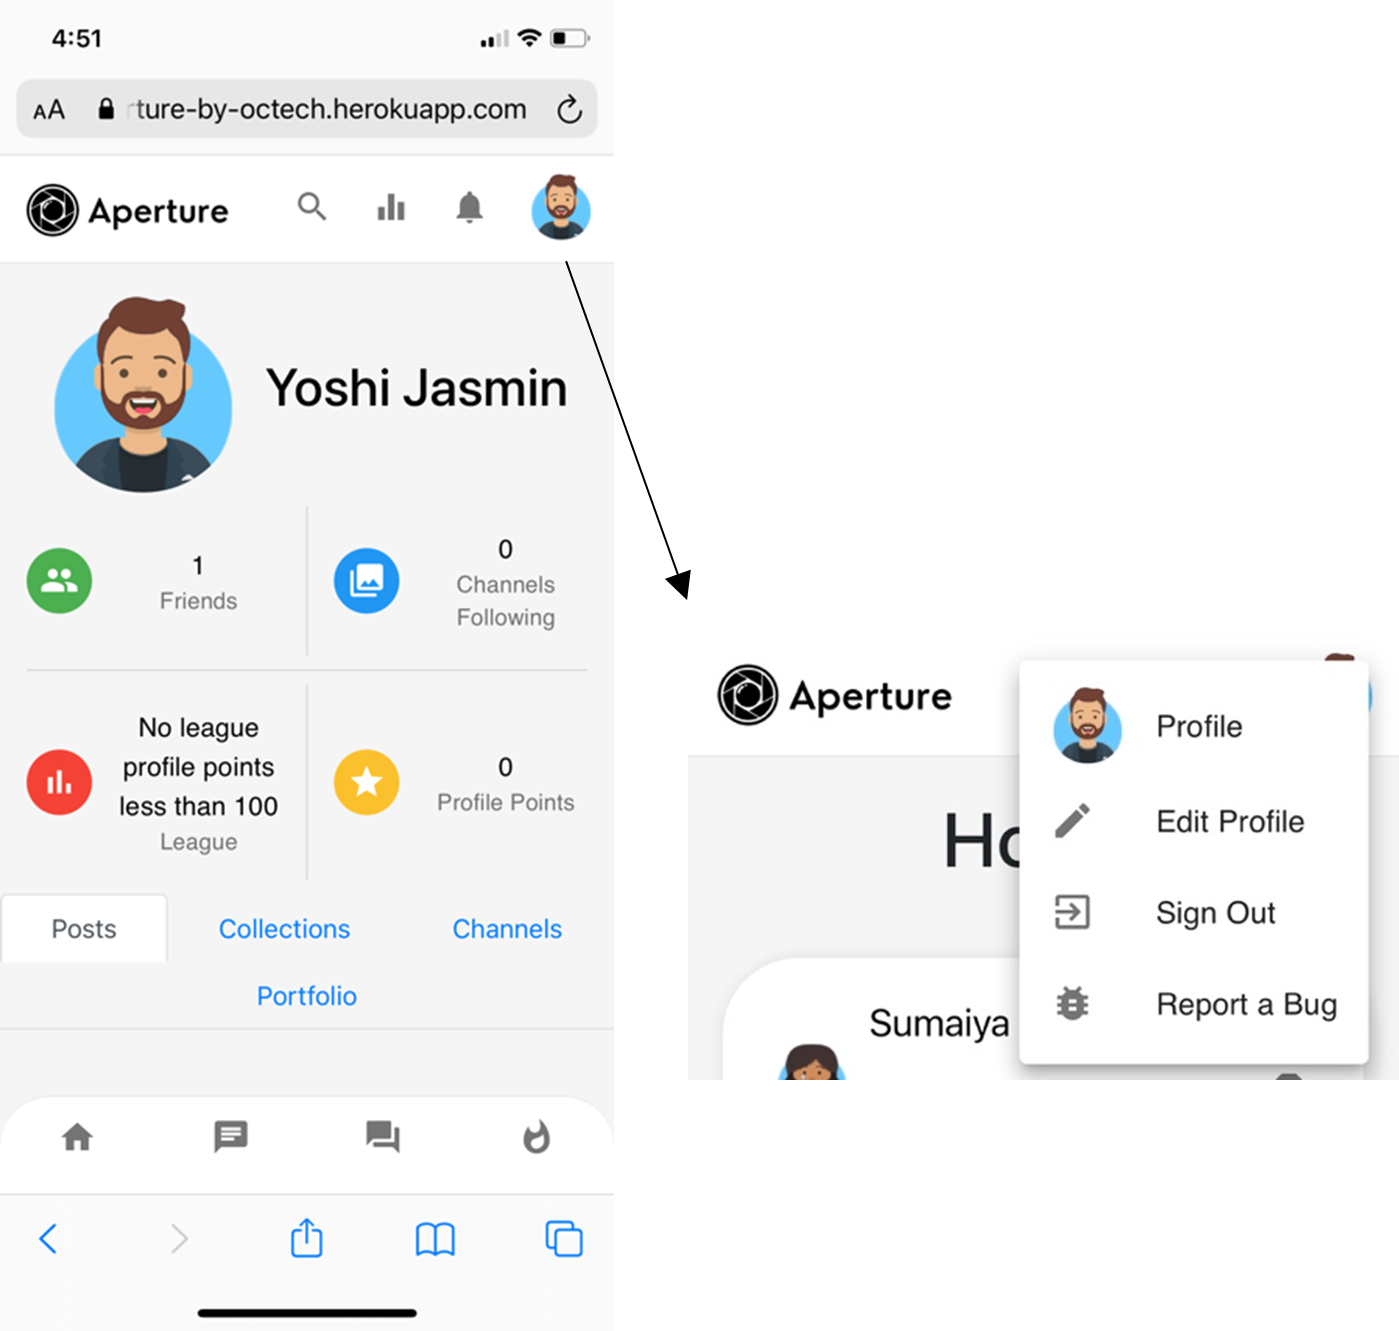 4:51
AA rture-by-octech.herokuapp.com
Aperture
Yoshi Jasmin
1
Friends
0
Channels
Following
No league
profile points
less than 100
League
0
Profile Points
Posts
Collections
Channels
Portfolio
Aperture
Profile
Edit Profile
Sign Out
Report a Bug
Ho
Sumaiya